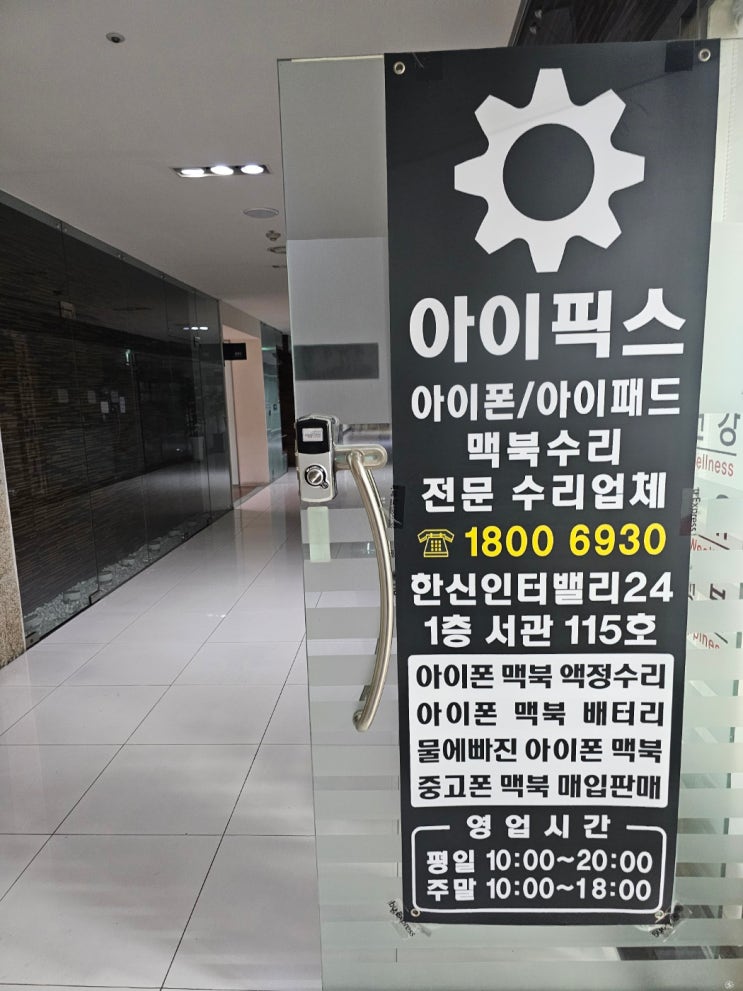 아이픽스
아이폰/아이패드
맥북수리
전문 수리업체
☎ 1800 6930
한신인터밸리24
1층 서관 115호
아이폰 맥북 액정수리
아이폰 맥북 배터리
물에빠진 아이폰 맥북
중고폰 맥북 매입판매
영업시간
평일 10:00~20:00
주말 10:00~18:00